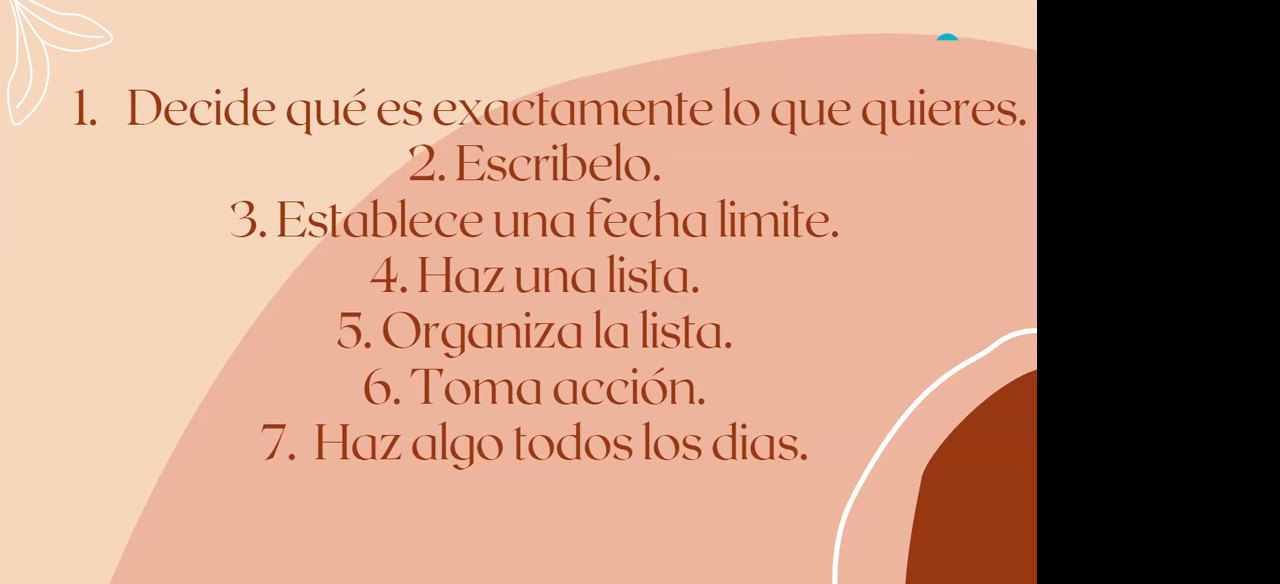 1. Decide qué es exactamente lo que quieres.
2. Escribelo.
3. Establece una fecha limite.
4. Haz una lista.
5. Organiza la lista.
6. Toma acción.
7. Haz algo todos los dias.